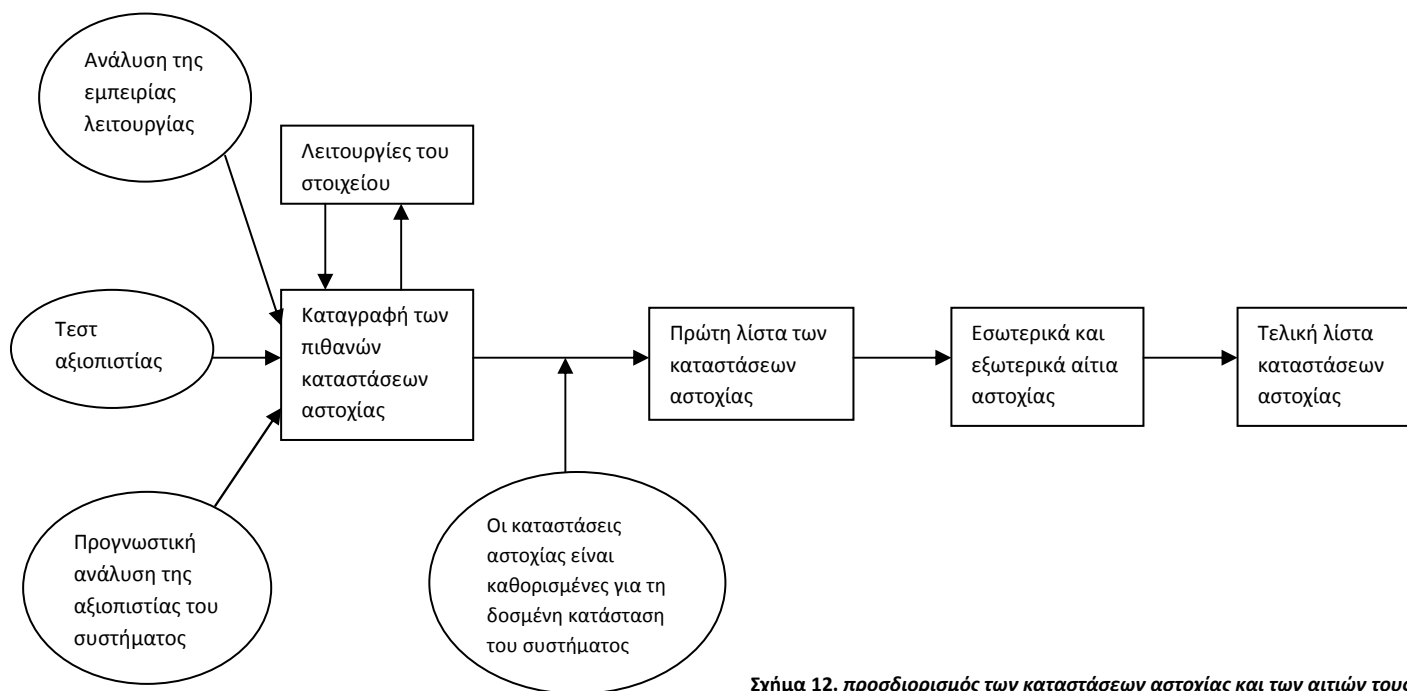 Ανάλυση της
εμπειρίας
λειτουργίας
Λειτουργίες του
στοιχείου
Τεστ
αξιοπιστίας
Καταγραφή των
πιθανών
καταστάσεων
αστοχίας
Πρώτη λίστα των
καταστάσεων
αστοχίας
Εσωτερικά και
εξωτερικά αίτια
αστοχίας
Τελική λίστα
καταστάσεων
αστοχίας
Προγνωστική
ανάλυση της
αξιοπιστίας του
συστήματος
Οι καταστάσεις
αστοχίας είναι
καθορισμένες για τη
δοσμένη κατάσταση
του συστήματος
Σχήμα 12. προσδιορισμός των καταστάσεων αστοχίας και των αιτιών τους